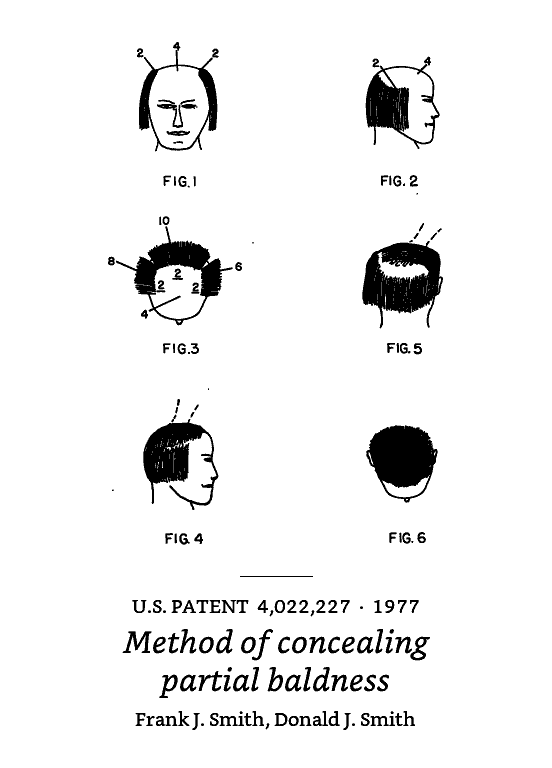 2 4 2
2 4
FIG.1
FIG. 2
10
8 6
2
2 2
4
FIG.3
FIG.5
FIG. 4
FIG.6
U.S. PATENT 4,022,227 · 1977
Method of concealing
partial baldness
Frank J. Smith, Donald J. Smith